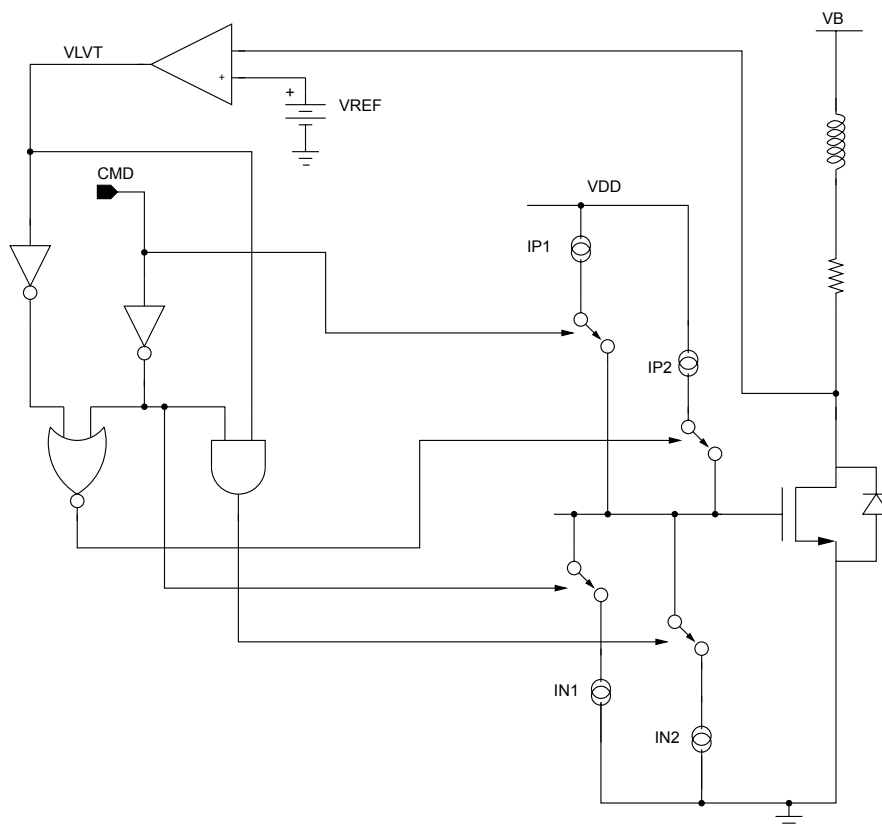 VB
VLVT
+
+
VREF
CMD
VDD
IP1
IP2
IN1
IN2